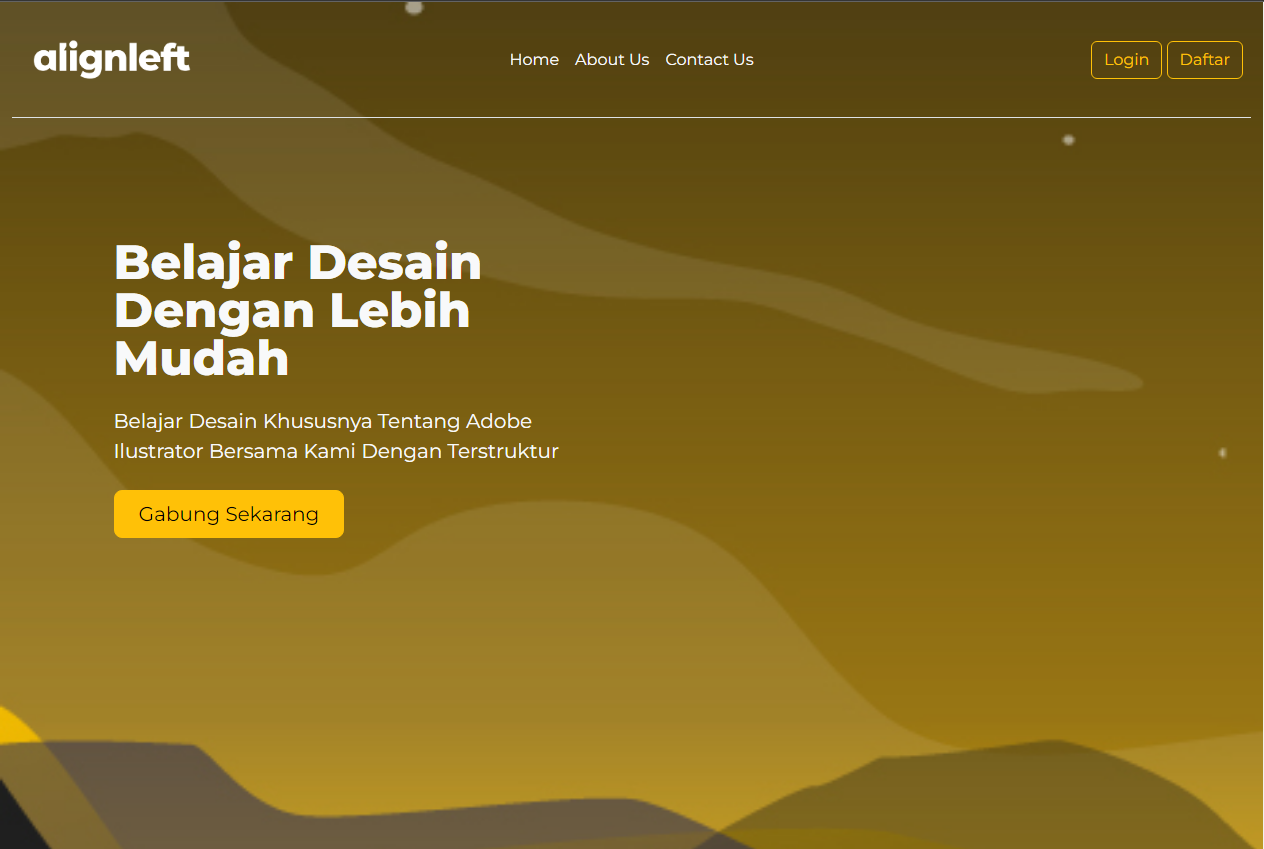 alignleft
Home About Us Contact Us
Login Daftar
Belajar Desain
Dengan Lebih
Mudah
Belajar Desain Khususnya Tentang Adobe
Ilustrator Bersama Kami Dengan Terstruktur
Gabung Sekarang